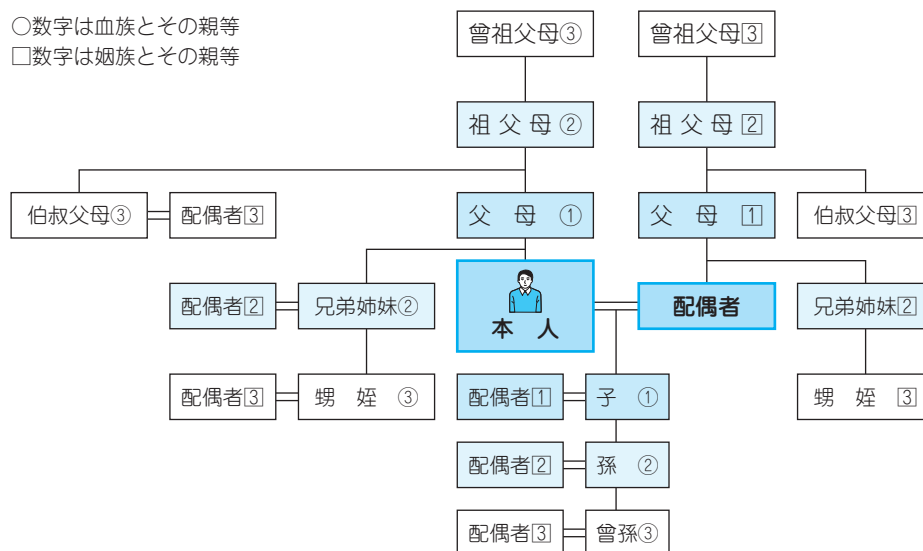 ○数字は血族とその親等
□数字は姻族とその親等
曾祖父母③
曾祖父母3⃣
祖父母②
祖父母2⃣
伯叔父母③
配偶者3⃣
父母①
父母1⃣
伯叔父母3⃣
配偶者2⃣
兄弟姉妹②
本人
配偶者
兄弟姉妹2⃣
配偶者3⃣
甥姪③
配偶者1⃣
子①
甥姪3⃣
配偶者2⃣
孫②
配偶者3⃣
曾孫③